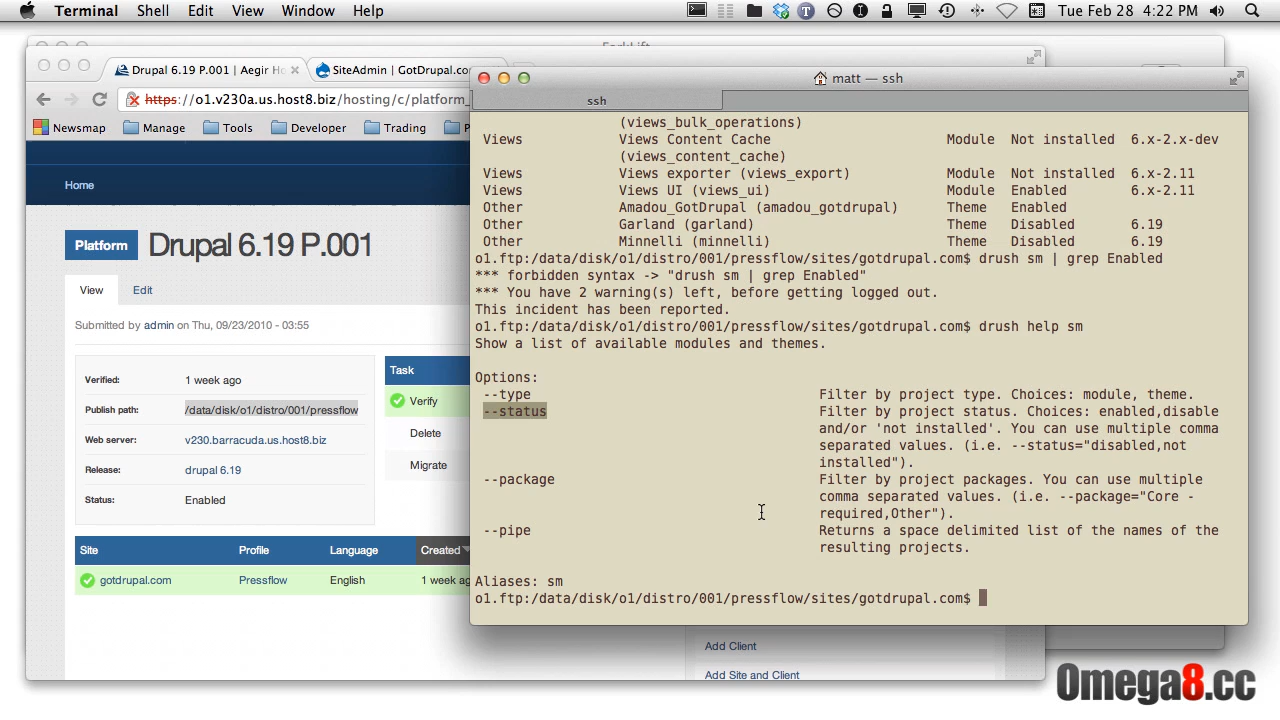 Terminal Shell Edit View Window Help Tue Feb 28 4:22 PM
Drupal 6.19 P.001 | Aegir Ho
SiteAdmin | GotDrupal.co
matt — ssh
https://o1.v230a.us.host8.biz/hosting/c/platform_
ssh
Newsmap Manage Tools Developer Trading P
Home
Platform Drupal 6.19 P.001
View Edit
Submitted by admin on Thu, 09/23/2010 - 03:55
Verified: 1 week ago
Publish path: /data/disk/o1/distro/001/pressflow
Web server: v230.barracuda.us.host8.biz
Release: drupal 6.19
Status: Enabled
Task
Verify
Delete
Migrate
Site Profile Language Created
gotdrupal.com Pressflow English 1 week ag
(views_bulk_operations)
Views Views Content Cache Module Not installed 6.x-2.x-dev
(views_content_cache)
Views Views exporter (views_export) Module Not installed 6.x-2.11
Views Views UI (views_ui) Module Enabled 6.x-2.11
Other Amadou_GotDrupal (amadou_gotdrupal) Theme Enabled
Other Garland (garland) Theme Disabled 6.19
Other Minnelli (minnelli) Theme Disabled 6.19
o1.ftp:/data/disk/o1/distro/001/pressflow/sites/gotdrupal.com$ drush sm | grep Enabled
*** forbidden syntax -> "drush sm | grep Enabled"
*** You have 2 warning(s) left, before getting logged out.
This incident has been reported.
o1.ftp:/data/disk/o1/distro/001/pressflow/sites/gotdrupal.com$ drush help sm
Show a list of available modules and themes.
Options:
--type Filter by project type. Choices: module, theme.
--status Filter by project status. Choices: enabled,disable
and/or 'not installed'. You can use multiple comma
separated values. (i.e. --status="disabled,not
installed").
--package Filter by project packages. You can use multiple
comma separated values. (i.e. --package="Core -
required,Other").
--pipe Returns a space delimited list of the names of the
resulting projects.
Aliases: sm
o1.ftp:/data/disk/o1/distro/001/pressflow/sites/gotdrupal.com$
Add Client
Add Site and Client
Omega8.cc